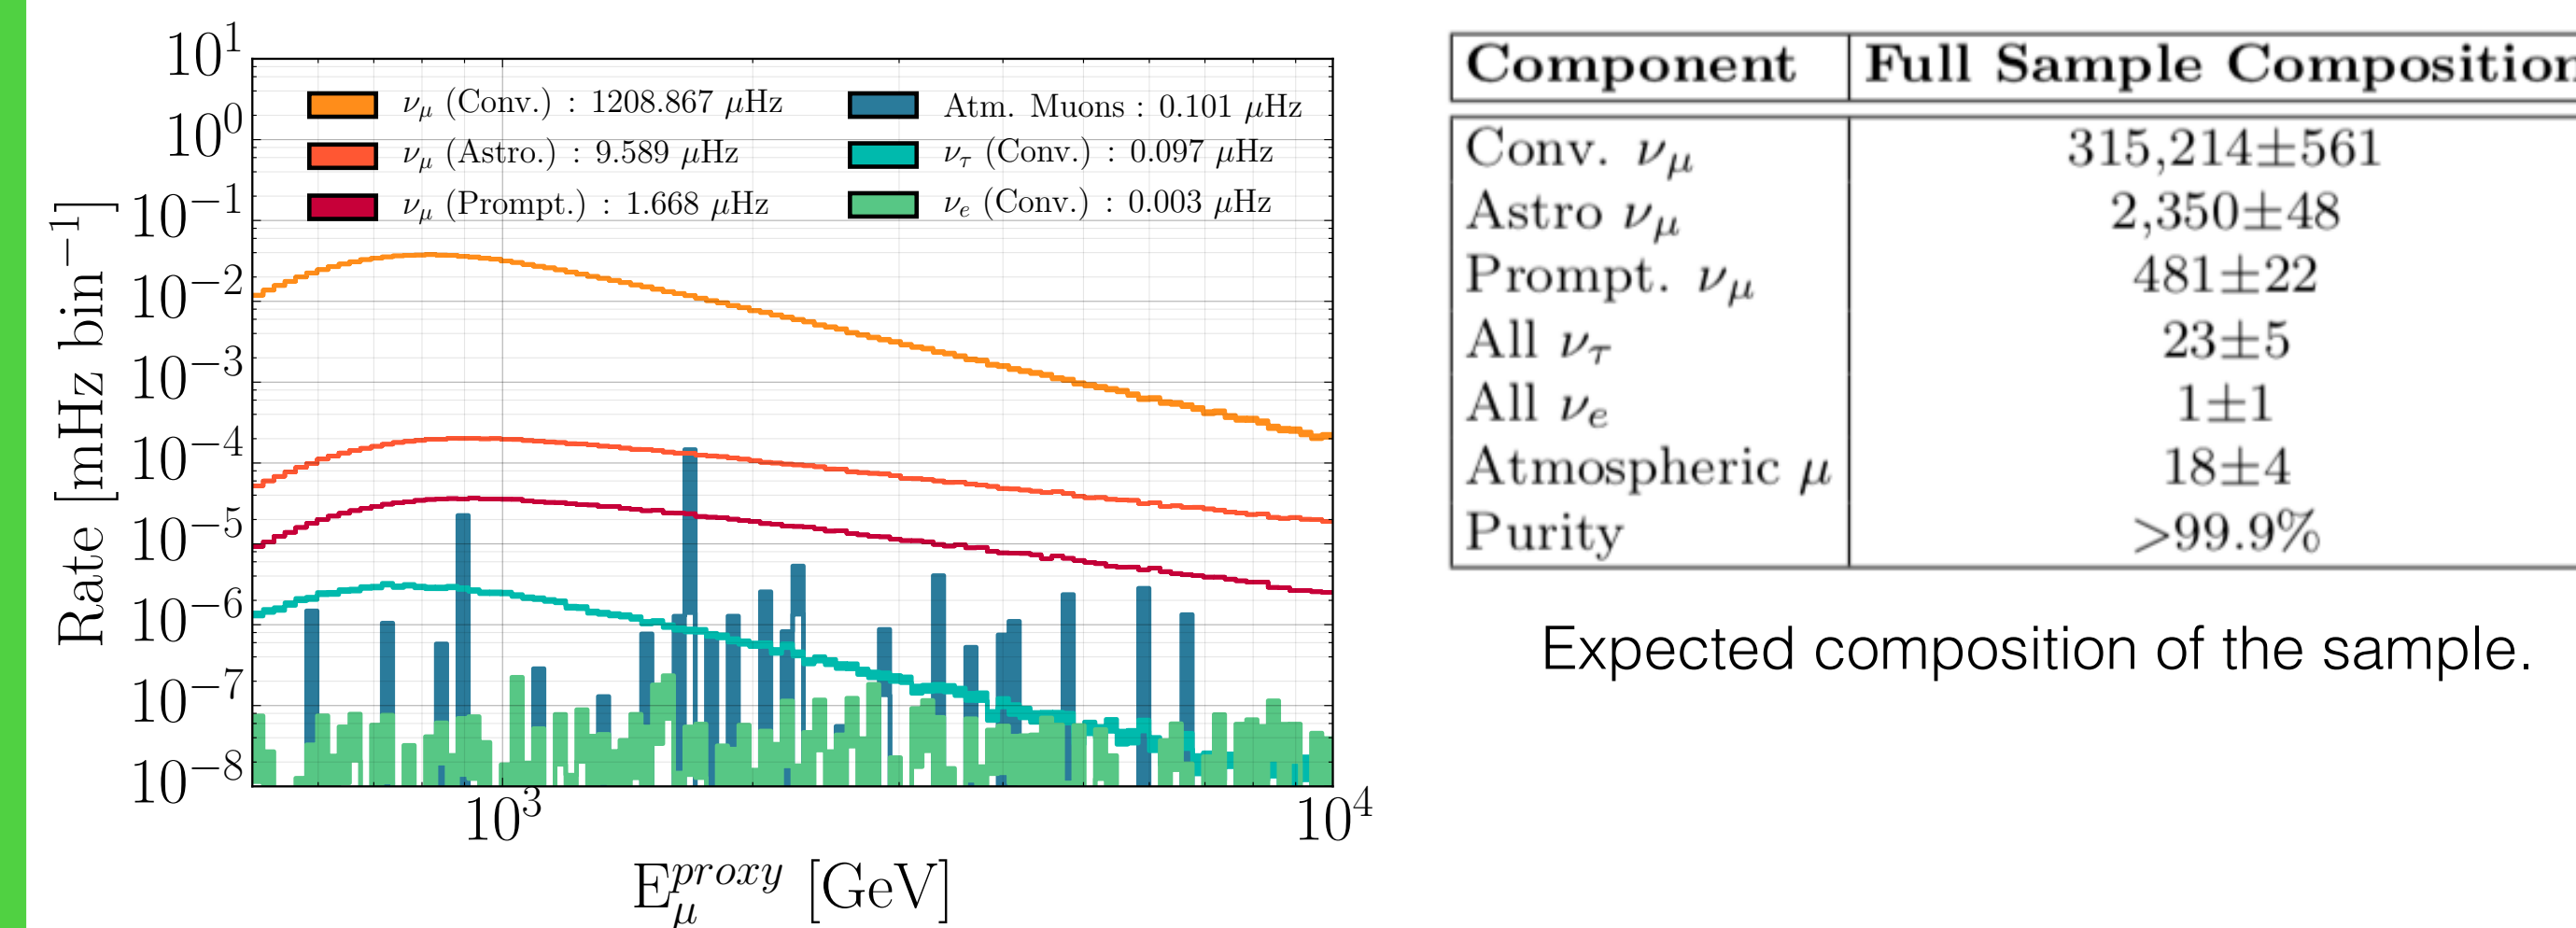 10^1
10^0
10^−1
10^−2
10^−3
10^−4
10^−5
10^−6
10^−7
10^−8
Rate [mHz bin^−1]
ν_μ (Conv.) : 1208.867 μHz
ν_μ (Astro.) : 9.589 μHz
ν_μ (Prompt.) : 1.668 μHz
Atm. Muons : 0.101 μHz
ν_τ (Conv.) : 0.097 μHz
ν_e (Conv.) : 0.003 μHz
10^3
10^4
E_μ^proxy [GeV]
Component Full Sample Composition
Conv. ν_μ 315,214±561
Astro ν_μ 2,350±48
Prompt. ν_μ 481±22
All ν_τ 23±5
All ν_e 1±1
Atmospheric μ 18±4
Purity >99.9%
Expected composition of the sample.